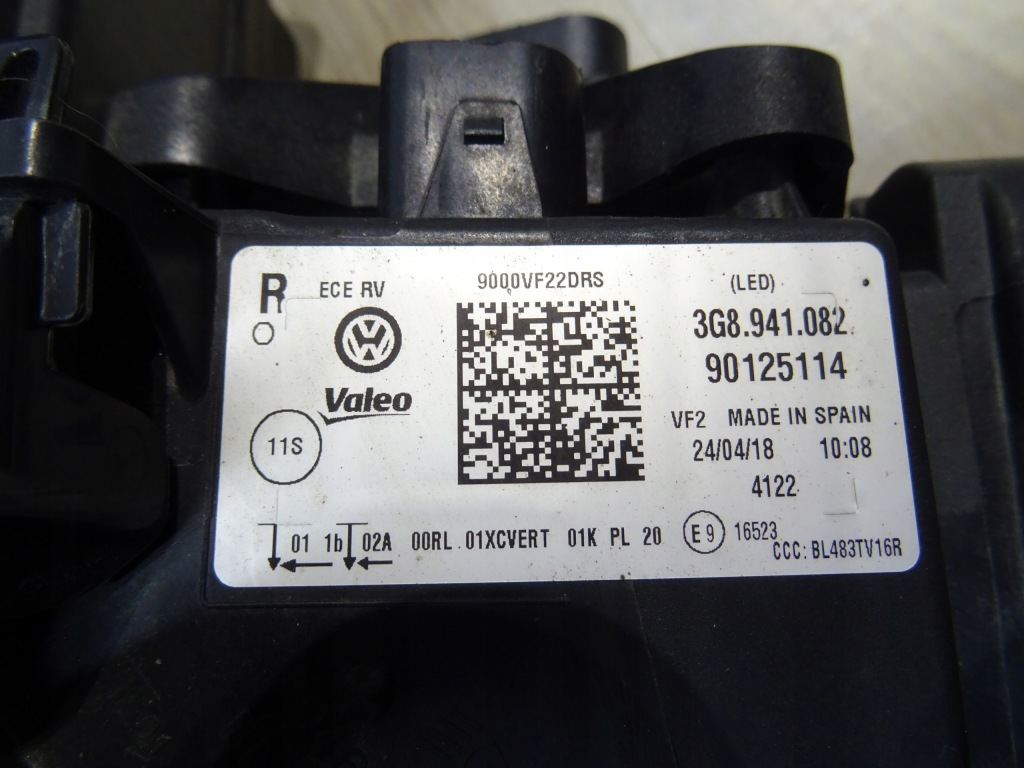 R ECE RV 9000VF22DRS (LED)
3G8.941.082
90125114
Valeo
11S
VF2 MADE IN SPAIN
24/04/18 10:08
4122
01 1b 02A 00RL 01XCVERT 01K PL 20 E9 16523
CCC: BL483TV16R